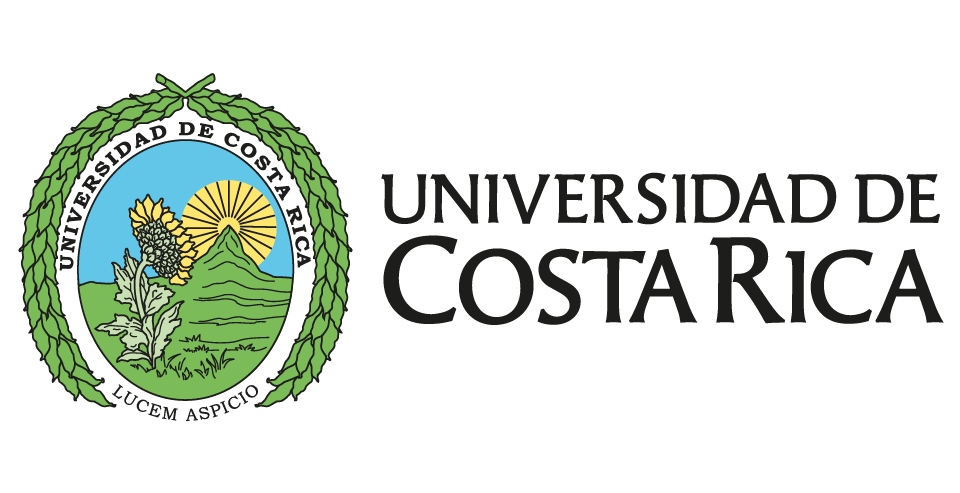 UNIVERSIDAD DE COSTA RICA
LUCEM ASPICIO
UNIVERSIDAD DE
COSTA RICA